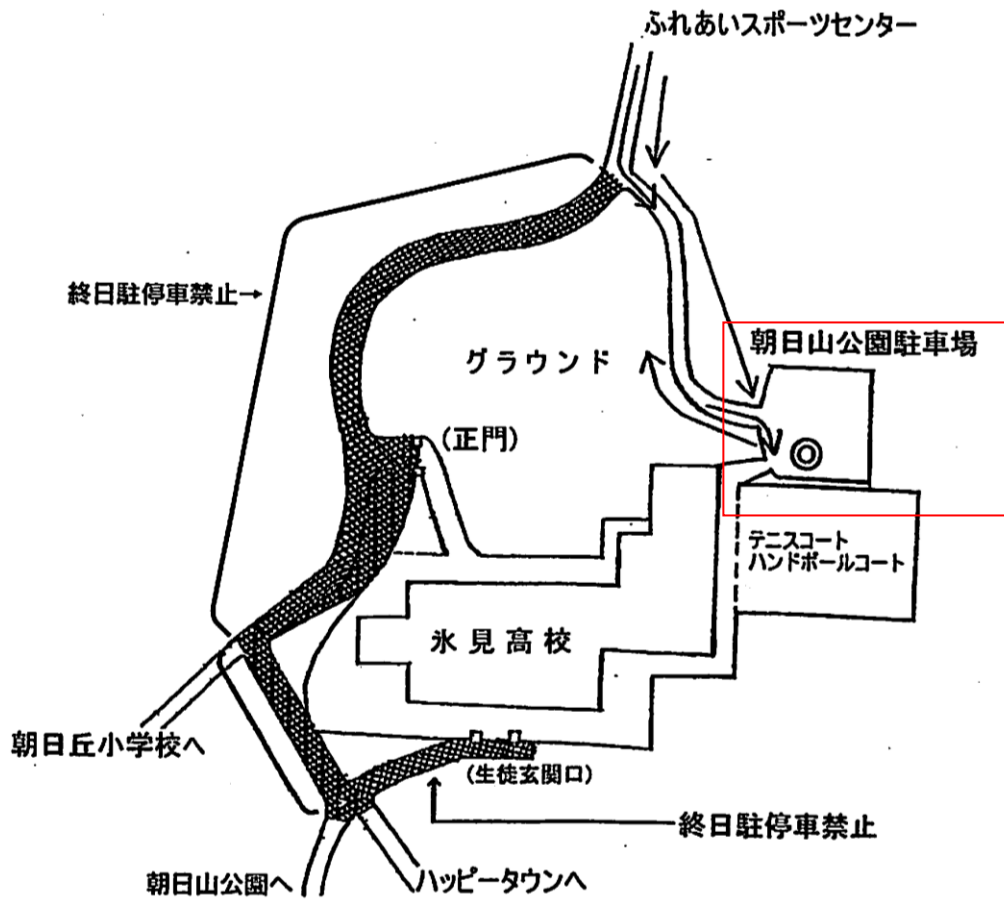 ふれあいスポーツセンター
終日駐停車禁止→
朝日山公園駐車場
グラウンド
(正門)
テニスコート
ハンドボールコート
氷見高校
朝日丘小学校へ
(生徒玄関口)
終日駐停車禁止
朝日山公園へ
ハッピータウンへ